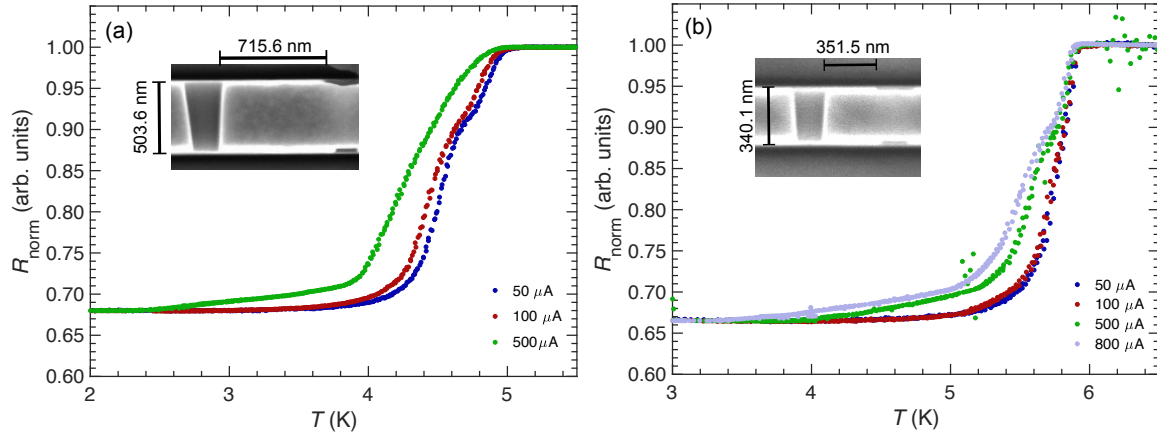 (a)
715.6 nm
503.6 nm
R_norm (arb. units)
1.00
0.95
0.90
0.85
0.80
0.75
0.70
0.65
0.60
50 μA
100 μA
500μA
2
3
4
5
T (K)
(b)
351.5 nm
340.1 nm
R_norm (arb. units)
1.00
0.95
0.90
0.85
0.80
0.75
0.70
0.65
0.60
50 μA
100 μA
500 μA
800 μA
3
4
5
6
T (K)